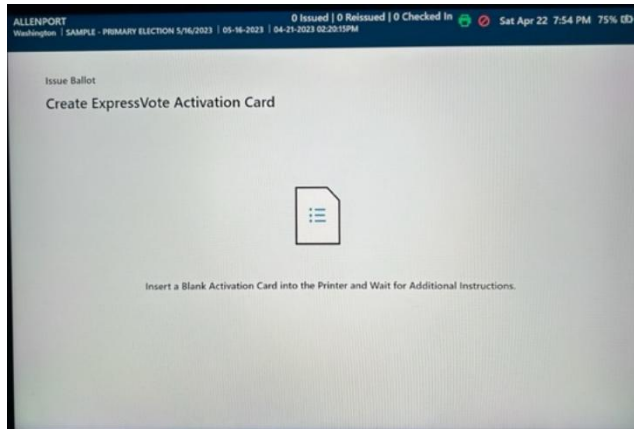 ALLENPORT
0 Issued | 0 Reissued | 0 Checked In
Sat Apr 22 7:54 PM 75%
Washington | SAMPLE - PRIMARY ELECTION 5/16/2023 | 05-16-2023 | 04-21-2023 02:20:15PM
Issue Ballot
Create ExpressVote Activation Card
Insert a Blank Activation Card into the Printer and Wait for Additional Instructions.